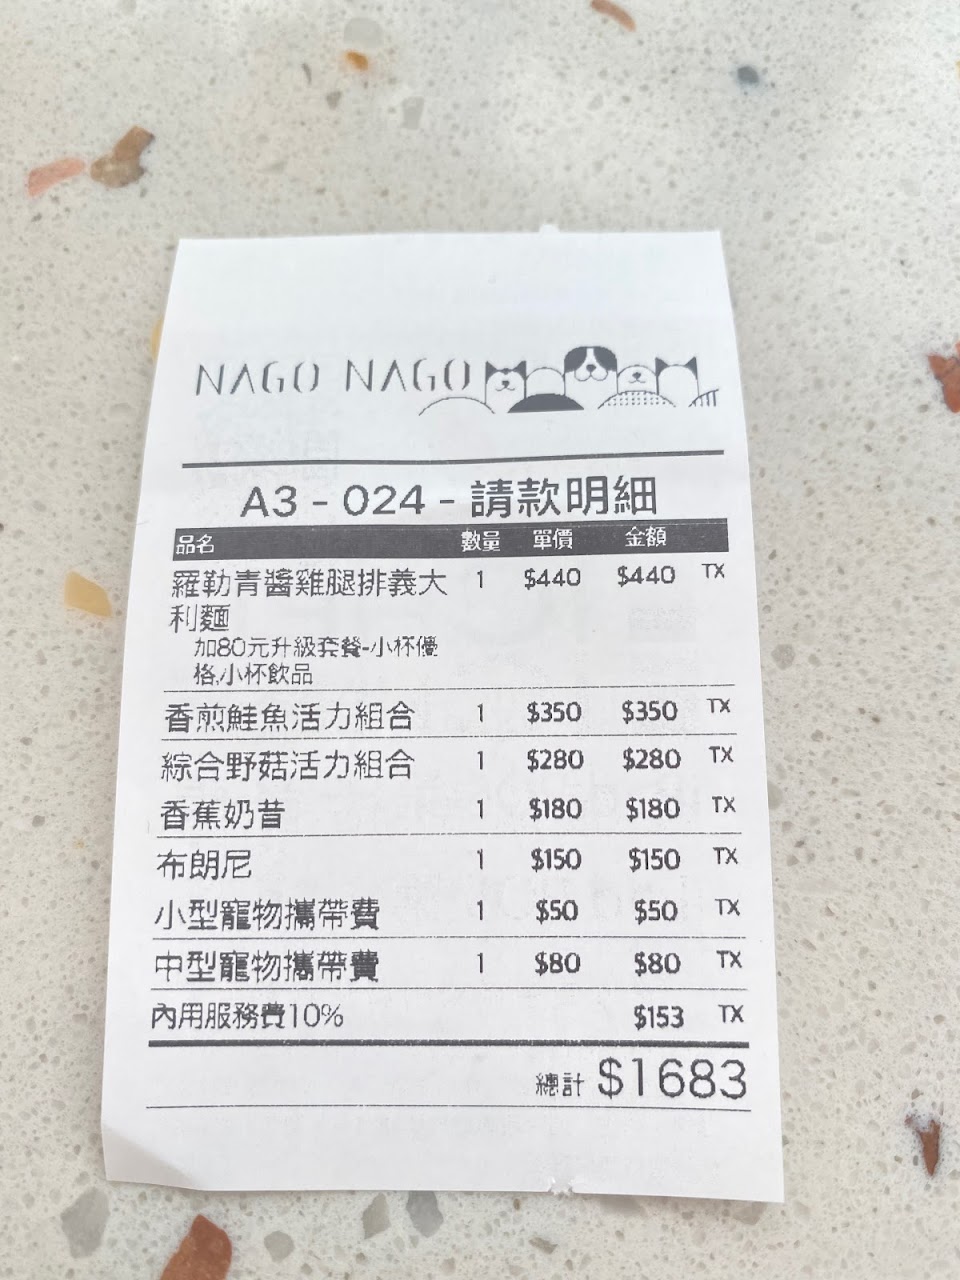 NAGO NAGO
A3 - 024 - 請款明細
品名 數量 單價 金額
羅勒青醬雞腿排義大 1 $440 $440 TX
利麵
加80元升級套餐-小杯優
格,小杯飲品
香煎鮭魚活力組合 1 $350 $350 TX
綜合野菇活力組合 1 $280 $280 TX
香蕉奶昔 1 $180 $180 TX
布朗尼 1 $150 $150 TX
小型寵物攜帶費 1 $50 $50 TX
中型寵物攜帶費 1 $80 $80 TX
內用服務費10% $153 TX
總計 $1683